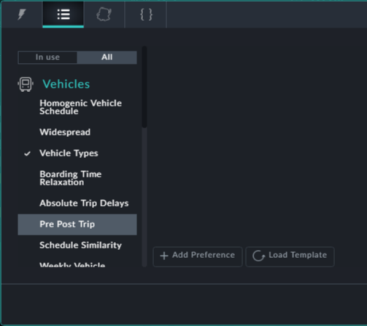 { }
In use All
Vehicles
Homogenic Vehicle
Schedule
Widespread
Vehicle Types
Boarding Time
Relaxation
Absolute Trip Delays
Pre Post Trip
Schedule Similarity
Weekly Vehicle
+ Add Preference Load Template